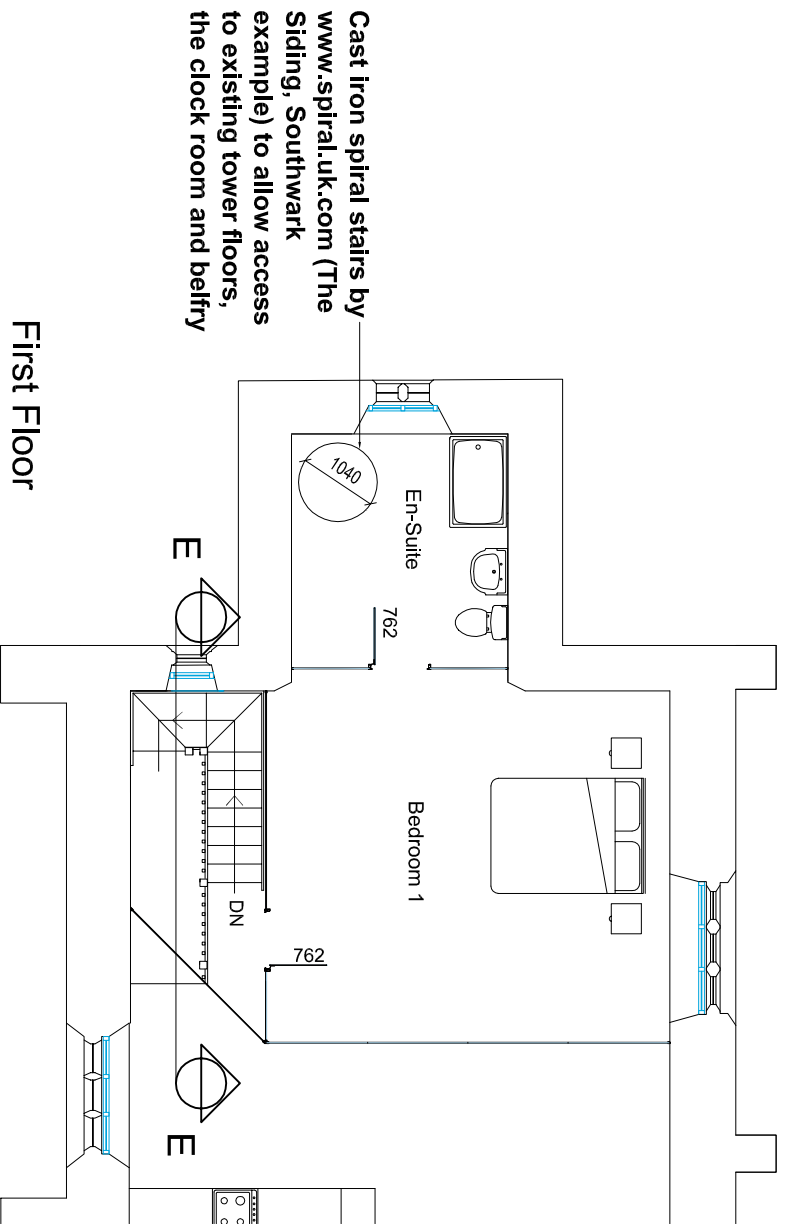 Cast iron spiral stairs by
www.spiral.uk.com (The
Siding, Southwark
example) to allow access
to existing tower floors,
the clock room and belfry
1040
En-Suite
762
Bedroom 1
762
DN
E
E
First Floor